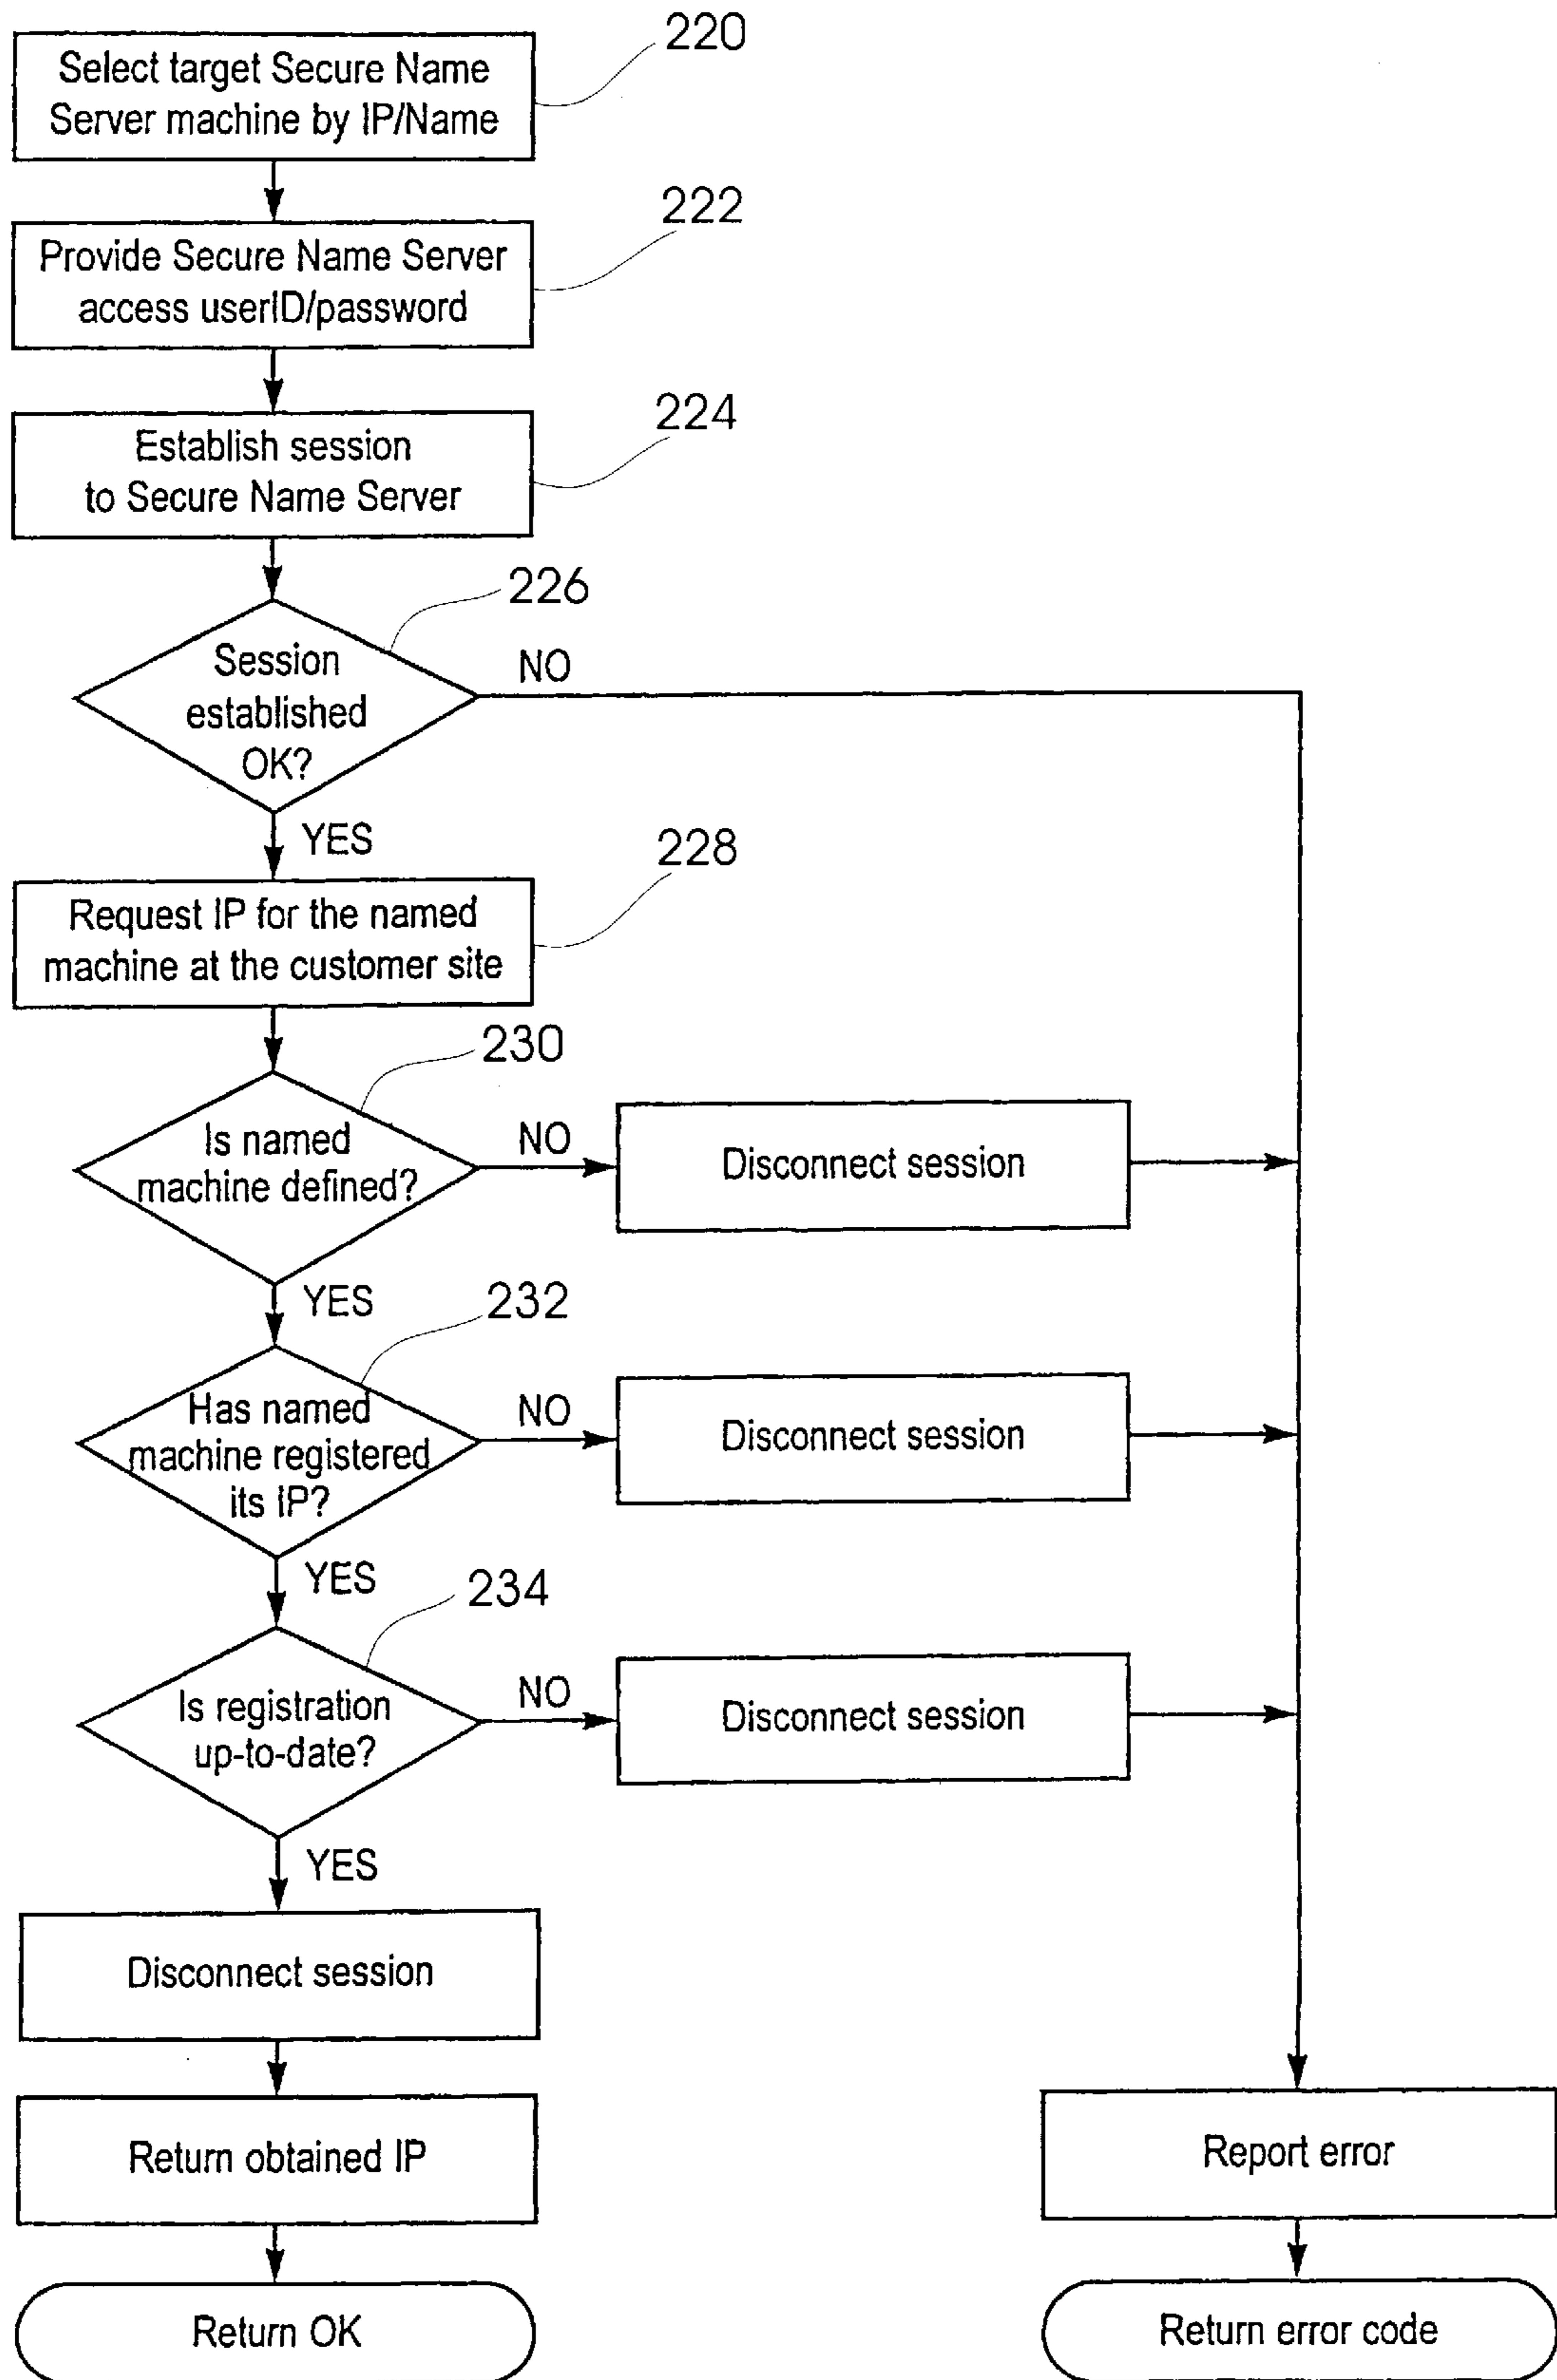 220
Select target Secure Name
Server machine by IP/Name
222
Provide Secure Name Server
access userID/password
224
Establish session
to Secure Name Server
226
Session
established
OK?
NO
YES
228
Request IP for the named
machine at the customer site
230
Is named
machine defined?
NO
Disconnect session
YES
232
Has named
machine registered
its IP?
NO
Disconnect session
YES
234
Is registration
up-to-date?
NO
Disconnect session
YES
Disconnect session
Return obtained IP
Report error
Return OK
Return error code